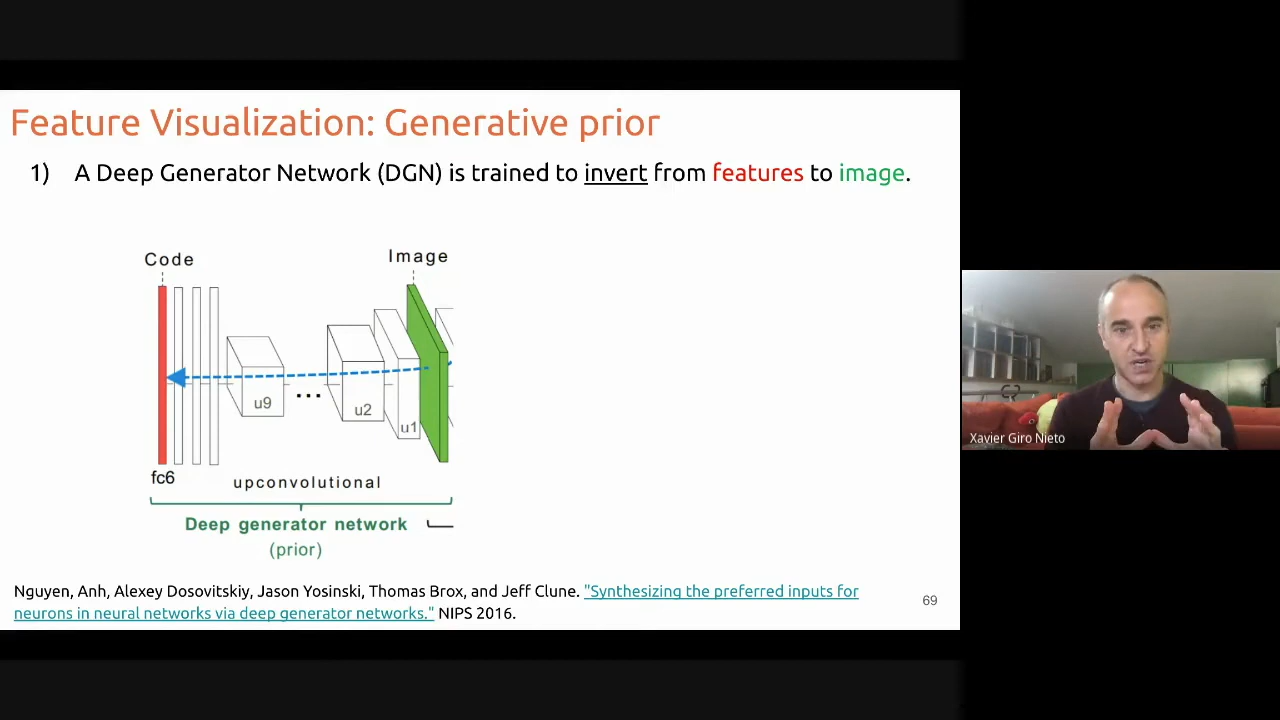 Feature Visualization: Generative prior
1) A Deep Generator Network (DGN) is trained to invert from features to image.
Code
Image
u9
...
u2
u1
fc6
upconvolutional
Deep generator network
(prior)
Nguyen, Anh, Alexey Dosovitskiy, Jason Yosinski, Thomas Brox, and Jeff Clune. "Synthesizing the preferred inputs for
neurons in neural networks via deep generator networks." NIPS 2016.
69
Xavier Giro Nieto